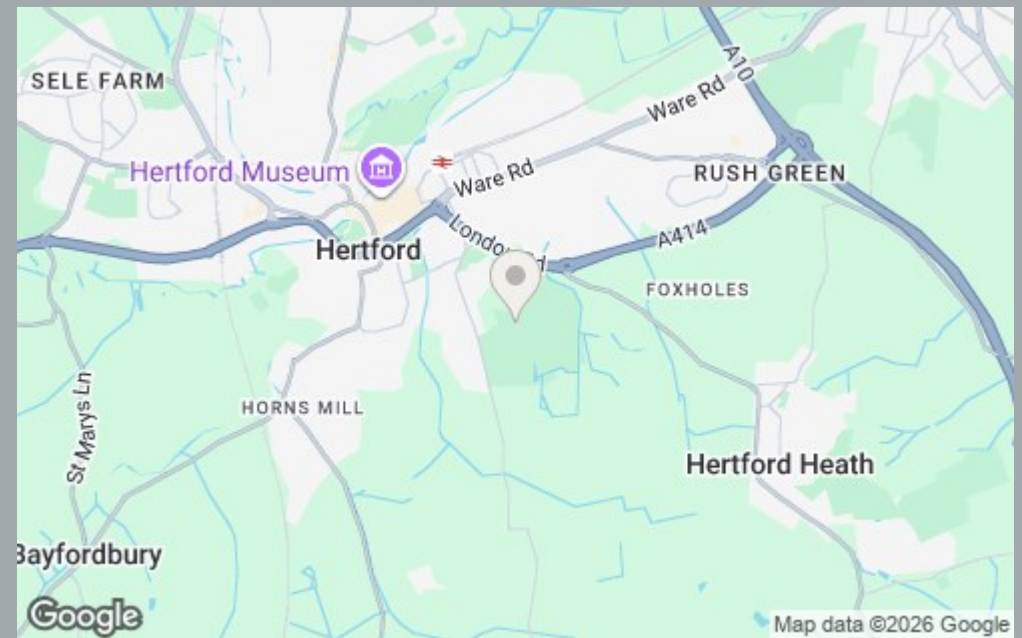 SELE FARM
A10
Ware Rd
Hertford Museum
Ware Rd
RUSH GREEN
London Rd
A414
Hertford
FOXHOLES
St Marys Ln
HORNS MILL
Hertford Heath
Bayfordbury
Google
Map data ©2026 Google